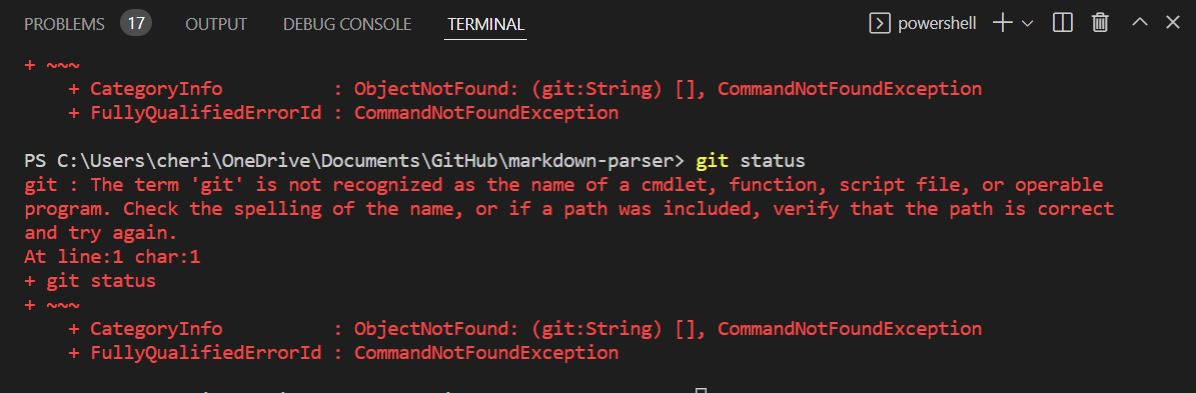 PROBLEMS 17 OUTPUT DEBUG CONSOLE TERMINAL powershell
+ ~~~
    + CategoryInfo          : ObjectNotFound: (git:String) [], CommandNotFoundException
    + FullyQualifiedErrorId : CommandNotFoundException
PS C:\Users\cheri\OneDrive\Documents\GitHub\markdown-parser> git status
git : The term 'git' is not recognized as the name of a cmdlet, function, script file, or operable
program. Check the spelling of the name, or if a path was included, verify that the path is correct
and try again.
At line:1 char:1
+ git status
+ ~~~
    + CategoryInfo          : ObjectNotFound: (git:String) [], CommandNotFoundException
    + FullyQualifiedErrorId : CommandNotFoundException